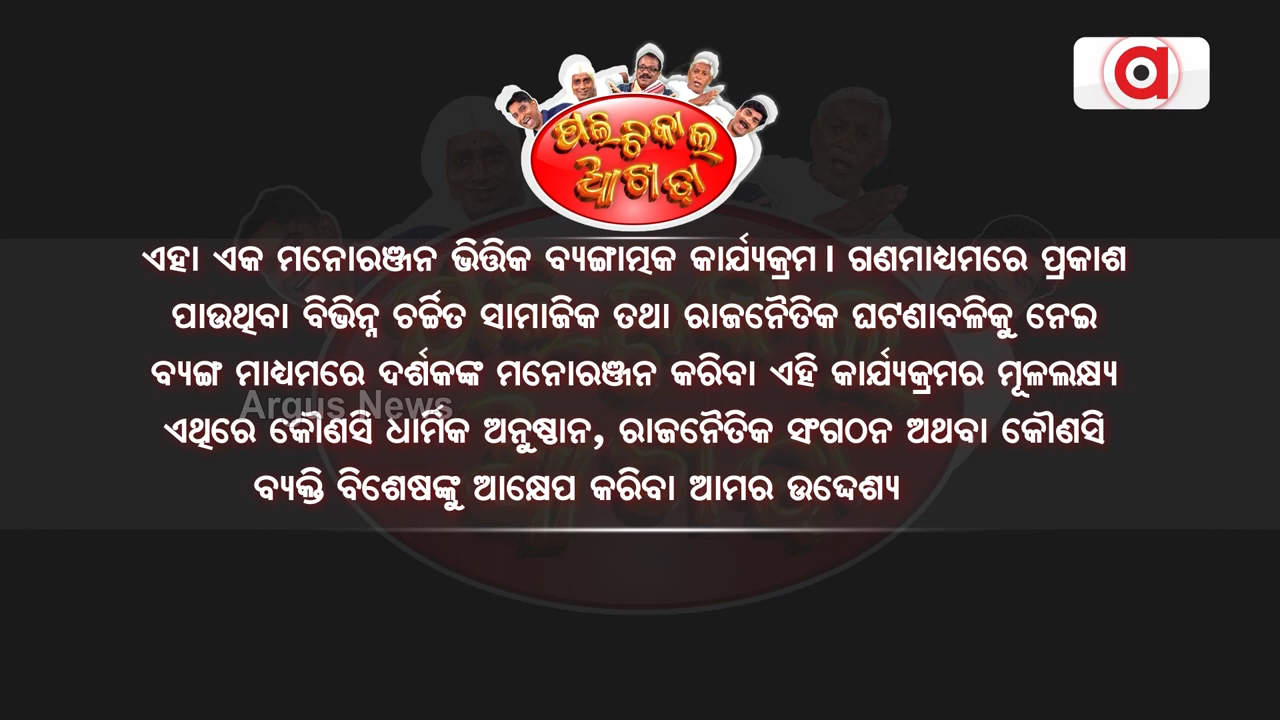 ପଲିଟିକାଲ
ଆଖଡ଼ା
ଏହା ଏକ ମନୋରଞ୍ଜନ ଭିତ୍ତିକ ବ୍ୟଙ୍ଗାତ୍ମକ କାର୍ଯ୍ୟକ୍ରମ। ଗଣମାଧ୍ୟମରେ ପ୍ରକାଶ
ପାଉଥିବା ବିଭିନ୍ନ ଚର୍ଚ୍ଚିତ ସାମାଜିକ ତଥା ରାଜନୈତିକ ଘଟଣାବଳିକୁ ନେଇ
ବ୍ୟଙ୍ଗ ମାଧ୍ୟମରେ ଦର୍ଶକଙ୍କ ମନୋରଞ୍ଜନ କରିବା ଏହି କାର୍ଯ୍ୟକ୍ରମର ମୂଳଲକ୍ଷ୍ୟ
Argus News
ଏଥିରେ କୌଣସି ଧାର୍ମିକ ଅନୁଷ୍ଠାନ, ରାଜନୈତିକ ସଂଗଠନ ଅଥବା କୌଣସି
ବ୍ୟକ୍ତି ବିଶେଷଙ୍କୁ ଆକ୍ଷେପ କରିବା ଆମର ଉଦ୍ଦେଶ୍ୟ